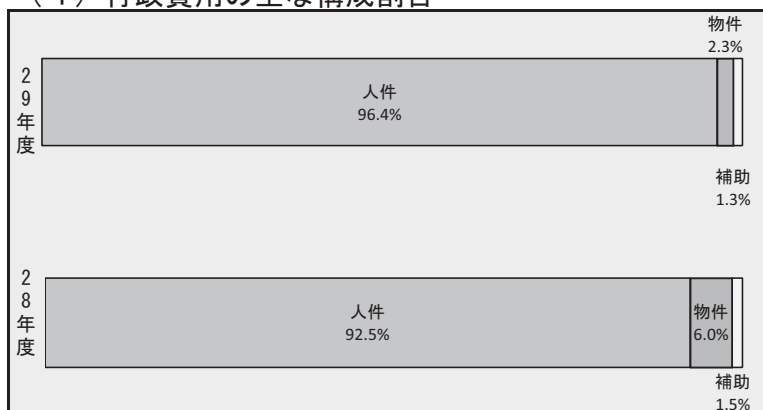 行政費用の主な構成割合
物件
2.3%
29年度
人件
96.4%
補助
1.3%
28年度
人件
92.5%
物件
6.0%
補助
1.5%